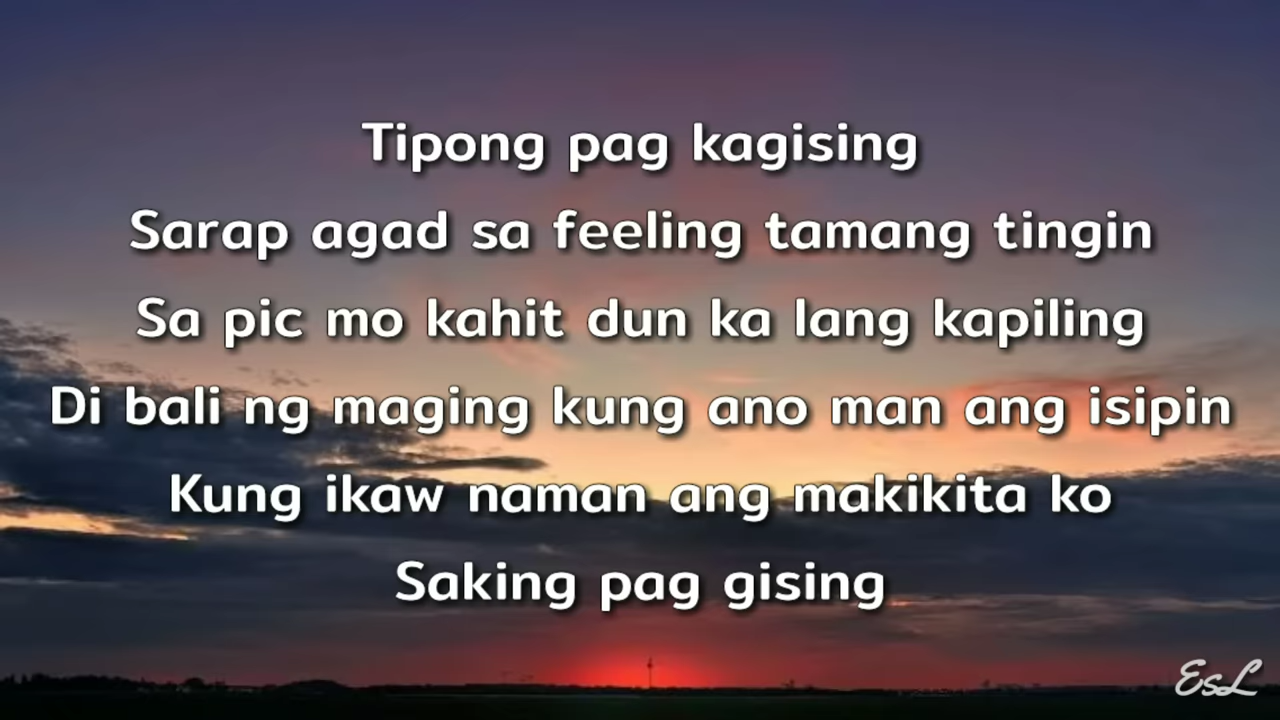 Tipong pag kagising
Sarap agad sa feeling tamang tingin
Sa pic mo kahit dun ka lang kapiling
Di bali ng maging kung ano man ang isipin
Kung ikaw naman ang makikita ko
Saking pag gising
EsL